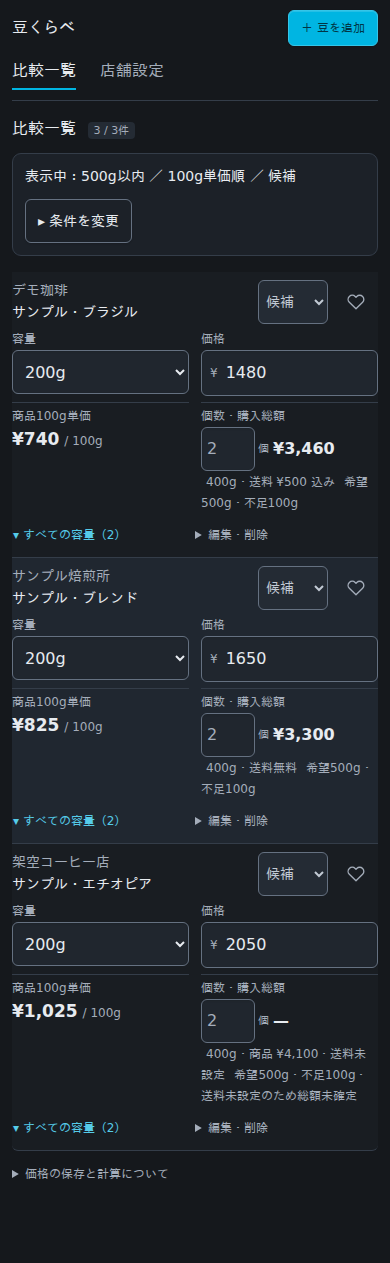 豆くらべ
＋ 豆を追加
比較一覧 店舗設定
比較一覧 3 / 3件
表示中：500g以内 ／ 100g単価順 ／ 候補
▸ 条件を変更
デモ珈琲
サンプル・ブラジル
候補
容量 価格
200g ¥ 1480
商品100g単価 個数・購入総額
¥740 / 100g
2 個 ¥3,460
400g・送料 ¥500 込み 希望
500g・不足100g
▾ すべての容量（2） ▶ 編集・削除
サンプル焙煎所
サンプル・ブレンド
候補
容量 価格
200g ¥ 1650
商品100g単価 個数・購入総額
¥825 / 100g
2 個 ¥3,300
400g・送料無料 希望500g・
不足100g
▾ すべての容量（2） ▶ 編集・削除
架空コーヒー店
サンプル・エチオピア
候補
容量 価格
200g ¥ 2050
商品100g単価 個数・購入総額
¥1,025 / 100g
2 個 —
400g・商品 ¥4,100・送料未
設定 希望500g・不足100g・
送料未設定のため総額未確定
▾ すべての容量（2） ▶ 編集・削除
▶ 価格の保存と計算について